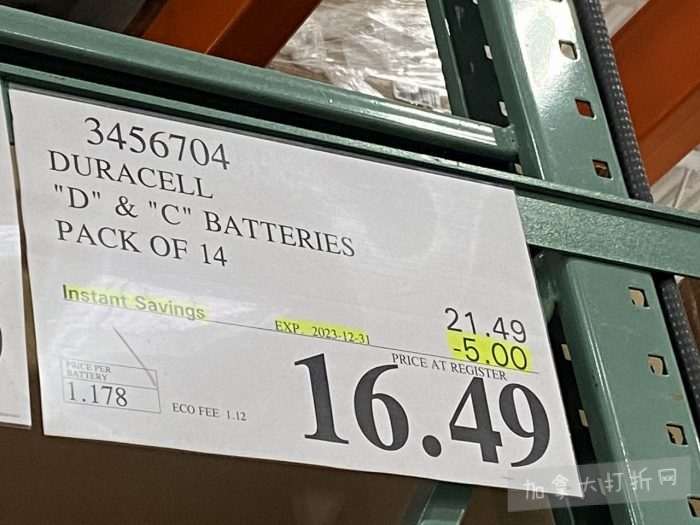 3456704
DURACELL
"D" & "C" BATTERIES
PACK OF 14
Instant Savings
EXP. 2023-12-31
21.49
-5.00
PRICE AT REGISTER
16.49
PRICE PER
BATTERY
1.178
ECO FEE 1.12
加拿大打折网